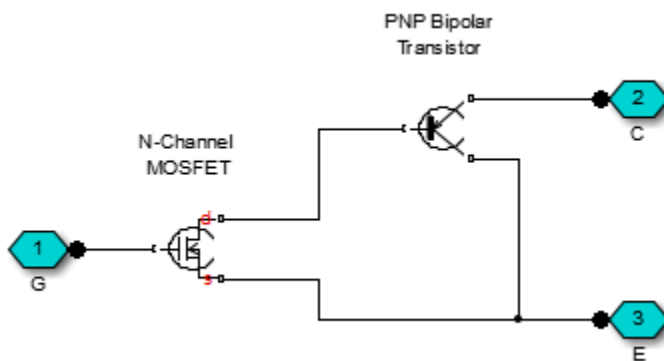 PNP Bipolar
Transistor
2
C
N-Channel
MOSFET
d
1
G
s
3
E